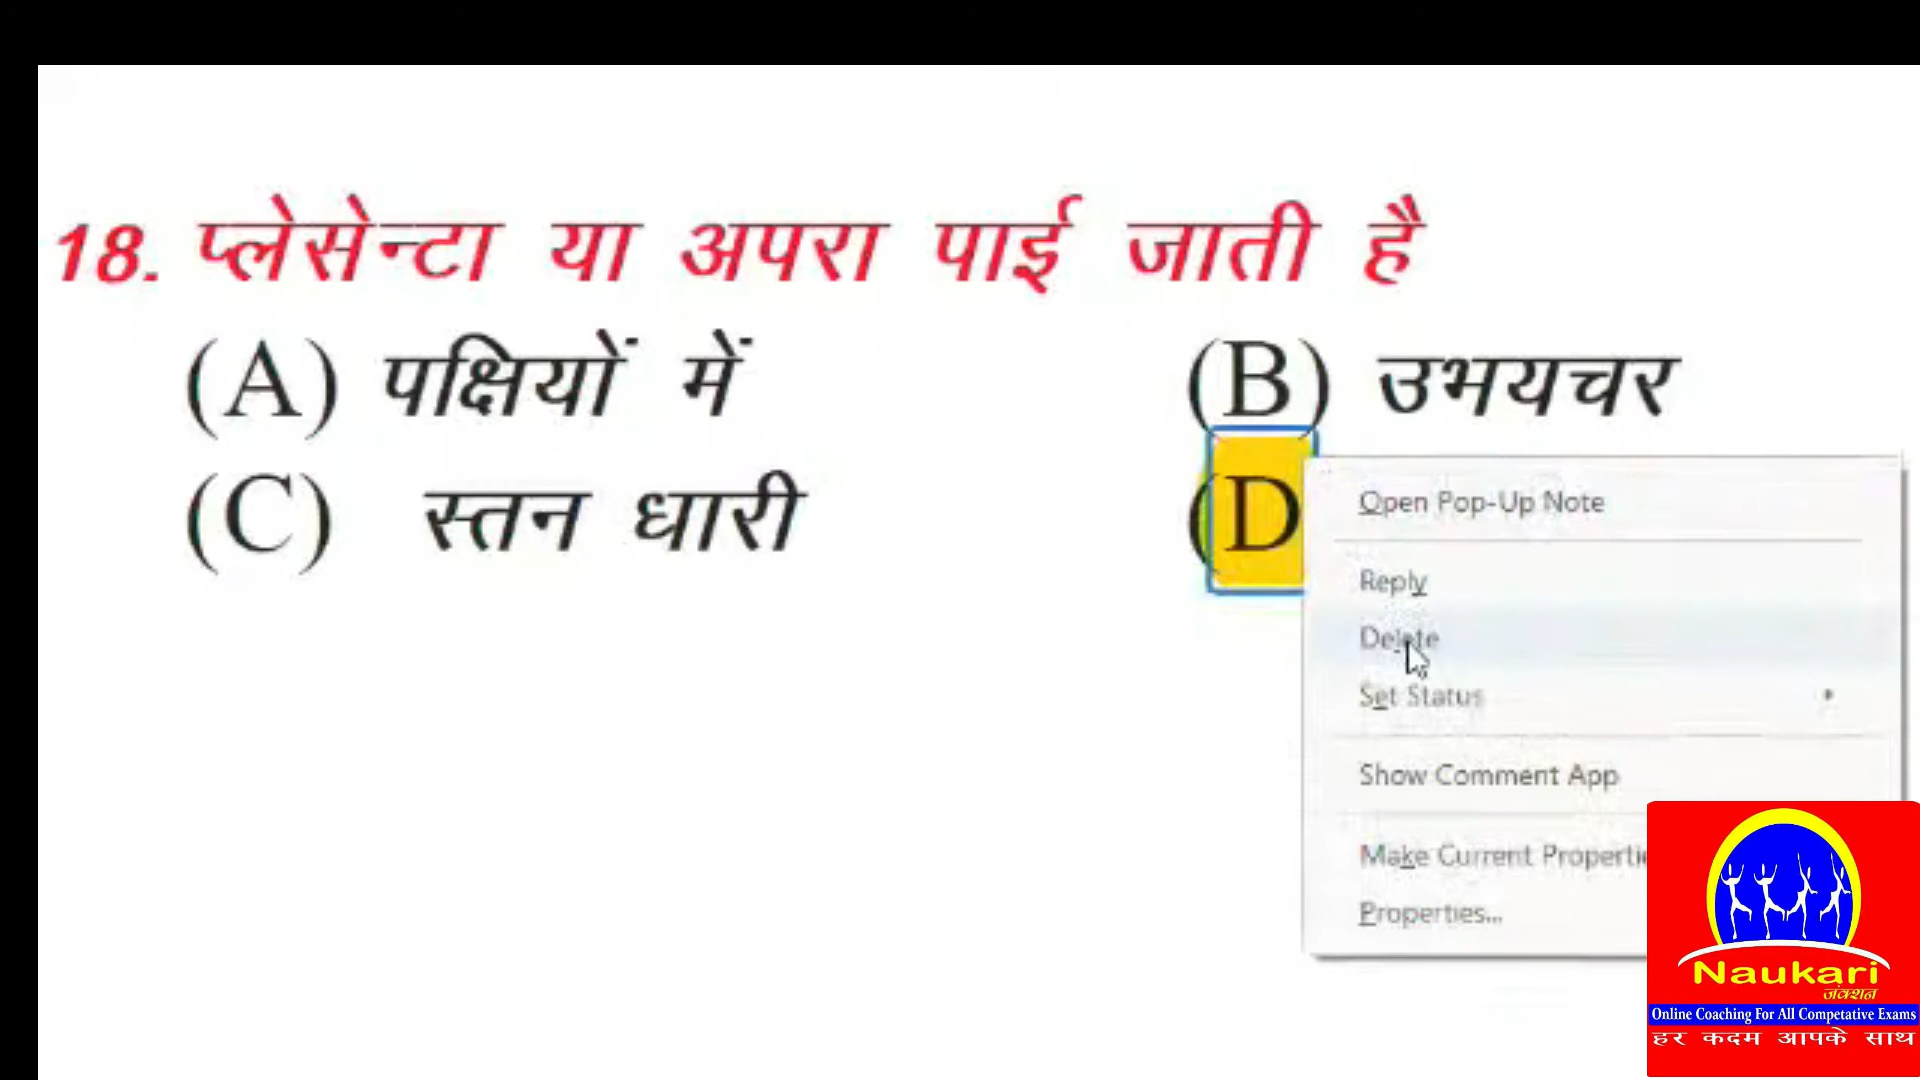 18. प्लेसेन्टा या अपरा पाई जाती है
(A) पक्षियों में
(B) उभयचर
(C) स्तन धारी
(D
Open Pop-Up Note
Reply
Delete
Set Status
Show Comment App
Make Current Properti
Properties...
Naukari
जंक्शन
Online Coaching For All Competative Exams
हर कदम आपके साथ